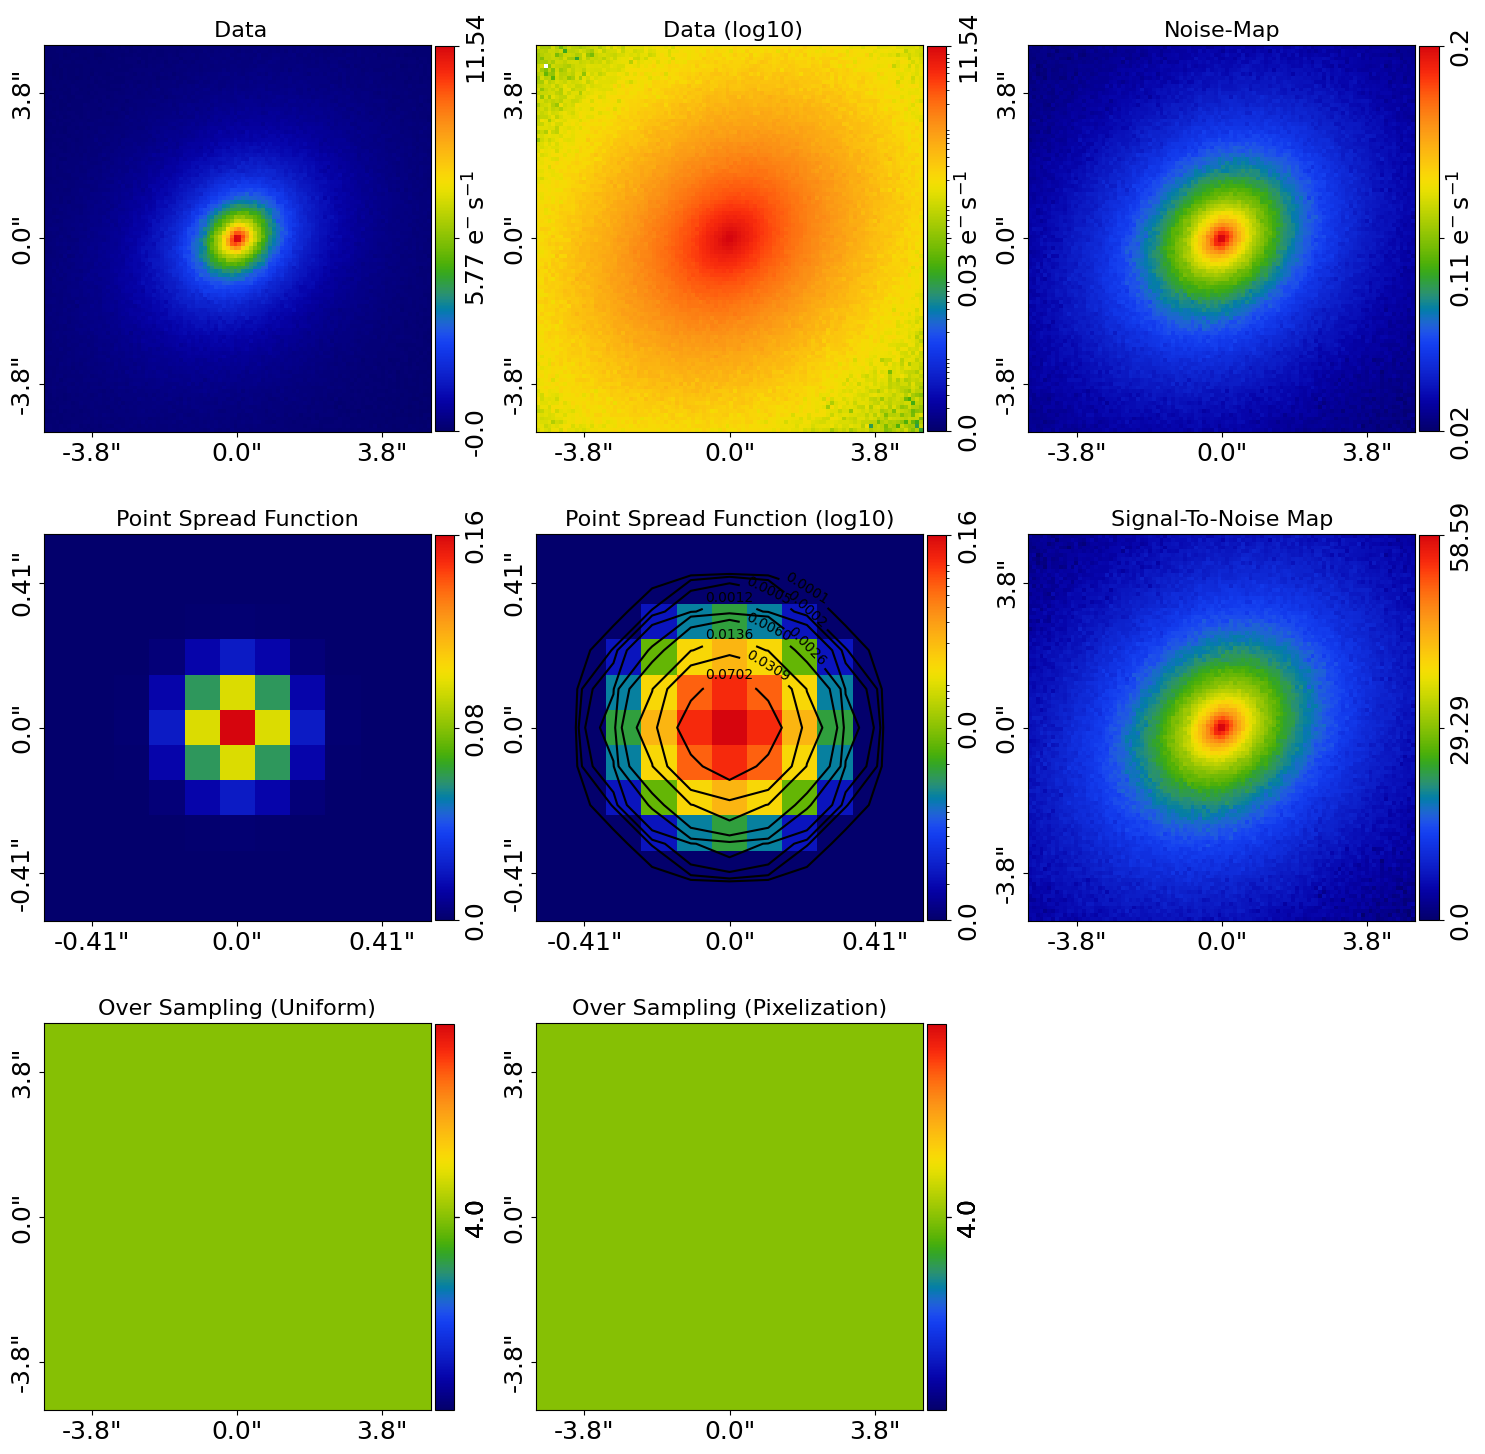 Data
3.8"
0.0"
-3.8"
-3.8" 0.0" 3.8"
11.54
5.77 e⁻ s⁻¹
-0.0
Data (log10)
3.8"
0.0"
-3.8"
-3.8" 0.0" 3.8"
11.54
0.03 e⁻ s⁻¹
0.0
Noise-Map
3.8"
0.0"
-3.8"
-3.8" 0.0" 3.8"
0.2
0.11 e⁻ s⁻¹
0.02
Point Spread Function
0.41"
0.0"
-0.41"
-0.41" 0.0" 0.41"
0.16
0.08
0.0
Point Spread Function (log10)
0.41"
0.0"
-0.41"
0.0001
0.0002
0.0012
0.0060
0.0026
0.0136
0.0309
0.0702
-0.41" 0.0" 0.41"
0.16
0.0
0.0
Signal-To-Noise Map
3.8"
0.0"
-3.8"
-3.8" 0.0" 3.8"
58.59
29.29
0.0
Over Sampling (Uniform)
3.8"
0.0"
-3.8"
-3.8" 0.0" 3.8"
4.0
Over Sampling (Pixelization)
3.8"
0.0"
-3.8"
-3.8" 0.0" 3.8"
4.0